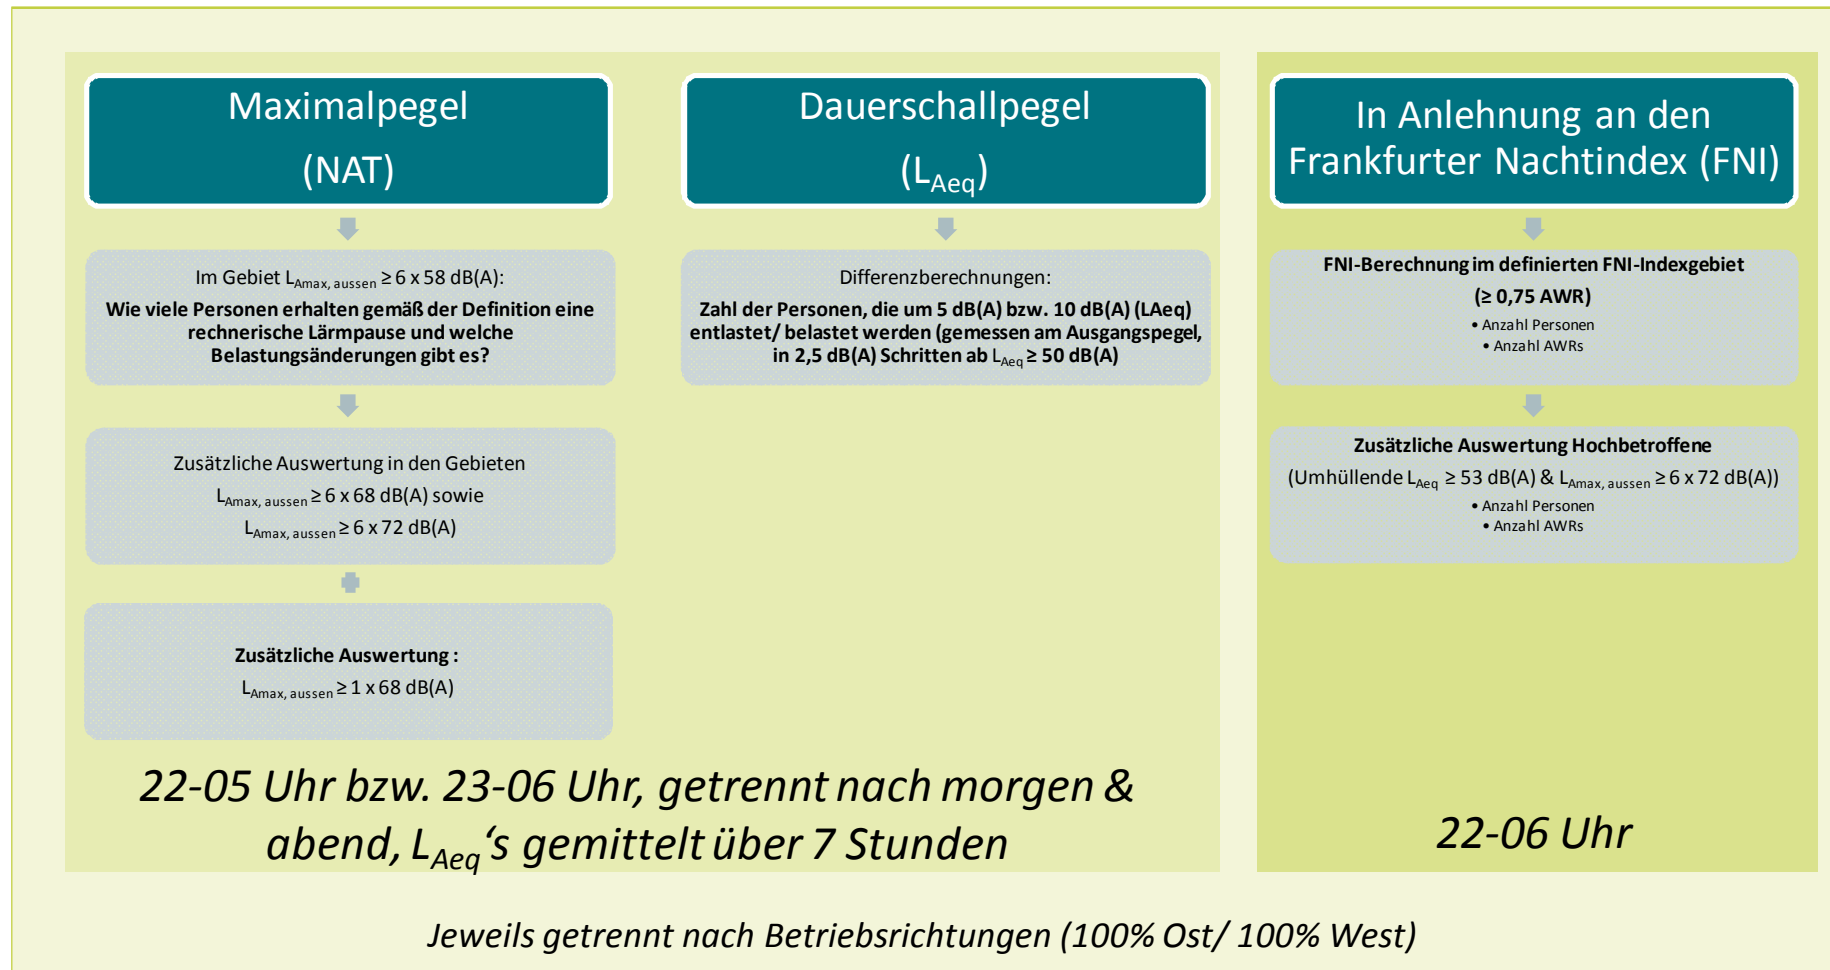 Maximalpegel
(NAT)
Im Gebiet LAmax, aussen ≥ 6 x 58 dB(A):
Wie viele Personen erhalten gemäß der Definition eine
rechnerische Lärmpause und welche
Belastungsänderungen gibt es?
Zusätzliche Auswertung in den Gebieten
LAmax, aussen ≥ 6 x 68 dB(A) sowie
LAmax, aussen ≥ 6 x 72 dB(A)
Zusätzliche Auswertung :
LAmax, aussen ≥ 1 x 68 dB(A)
Dauerschallpegel
(LAeq)
Differenzberechnungen:
Zahl der Personen, die um 5 dB(A) bzw. 10 dB(A) (LAeq)
entlastet/ belastet werden (gemessen am Ausgangspegel,
in 2,5 dB(A) Schritten ab LAeq ≥ 50 dB(A)
22-05 Uhr bzw. 23-06 Uhr, getrennt nach morgen &
abend, LAeq‘s gemittelt über 7 Stunden
In Anlehnung an den
Frankfurter Nachtindex (FNI)
FNI-Berechnung im definierten FNI-Indexgebiet
(≥ 0,75 AWR)
• Anzahl Personen
• Anzahl AWRs
Zusätzliche Auswertung Hochbetroffene
(Umhüllende LAeq ≥ 53 dB(A) & LAmax, aussen ≥ 6 x 72 dB(A))
• Anzahl Personen
• Anzahl AWRs
22-06 Uhr
Jeweils getrennt nach Betriebsrichtungen (100% Ost/ 100% West)